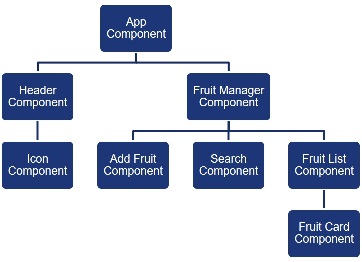 App
Component
Header
Component
Fruit Manager
Component
Icon
Component
Add Fruit
Component
Search
Component
Fruit List
Component
Fruit Card
Component